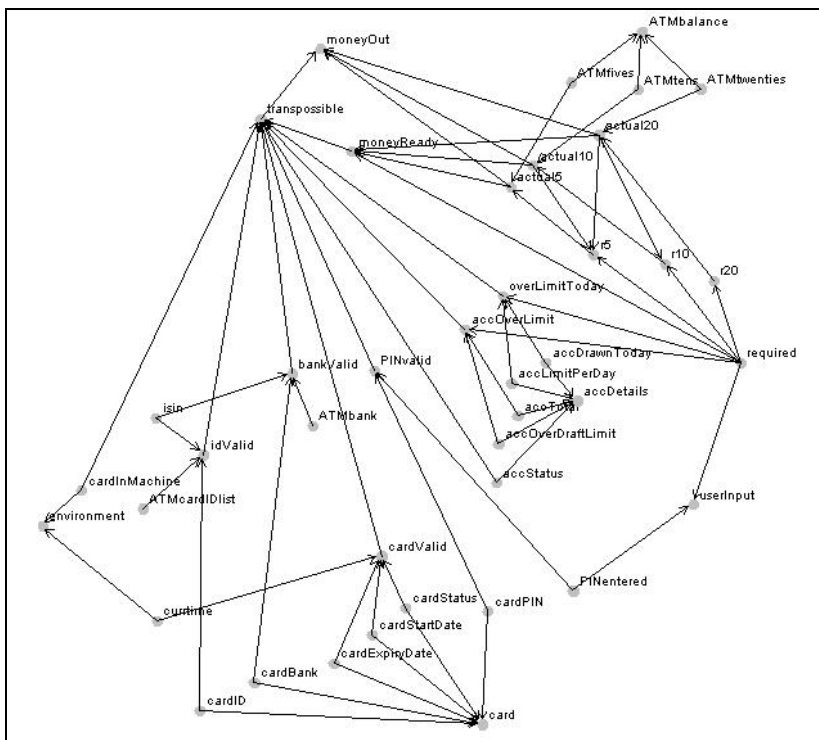 ATMbalance
moneyOut
ATMfives
ATMtens
ATMtwenties
transpossible
actual20
moneyReady
actual10
actual5
r5
r10
r20
overLimitToday
accOverLimit
accDrawnToday
required
bankValid
PINvalid
accLimitPerDay
accDetails
isin
accTotal
ATMbank
accOverDraftLimit
idValid
cardInMachine
accStatus
ATMcardIDlist
userInput
environment
cardValid
PINentered
currtime
cardStatus
cardPIN
cardStartDate
cardExpiryDate
cardBank
cardID
card